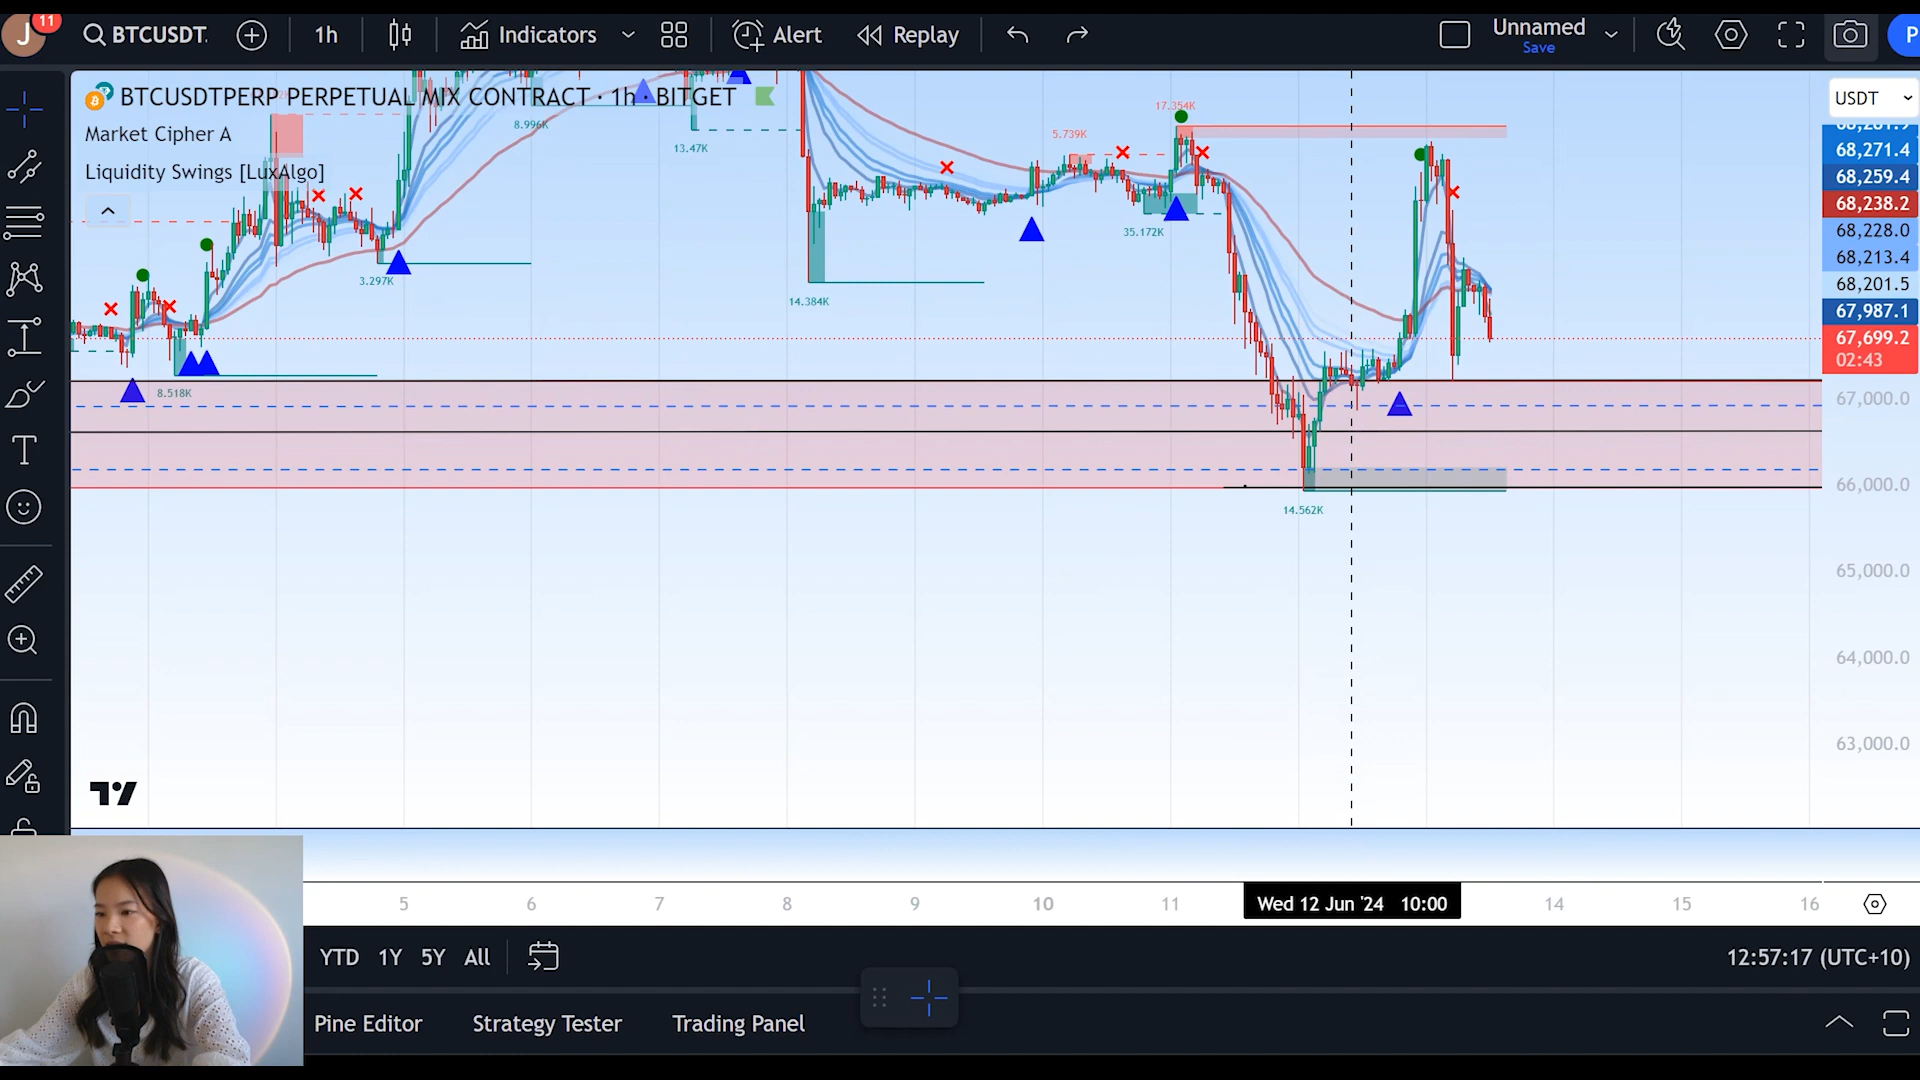 J
11
BTCUSDT.
1h
Indicators
Alert
Replay
Unnamed
Save
P
BTCUSDTPERP PERPETUAL MIX CONTRACT · 1h · BITGET
Market Cipher A
Liquidity Swings [LuxAlgo]
8.996K
13.47K
5.739K
17.354K
3.297K
35.172K
14.384K
8.518K
14.562K
USDT
68,271.4
68,259.4
68,238.2
68,228.0
68,213.4
68,201.5
67,987.1
67,699.2
02:43
67,000.0
66,000.0
65,000.0
64,000.0
63,000.0
5
6
7
8
9
10
11
Wed 12 Jun '24 10:00
14
15
16
YTD
1Y
5Y
All
12:57:17 (UTC+10)
Pine Editor
Strategy Tester
Trading Panel